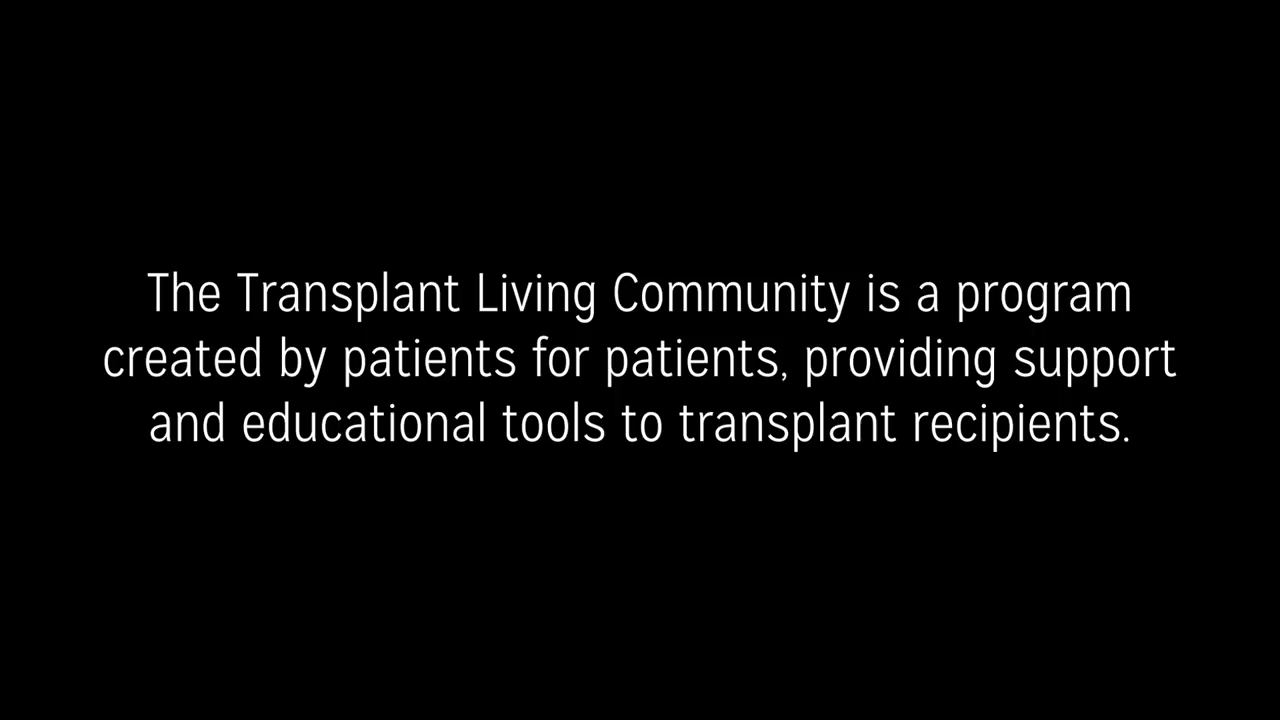 The Transplant Living Community is a program
created by patients for patients, providing support
and educational tools to transplant recipients.